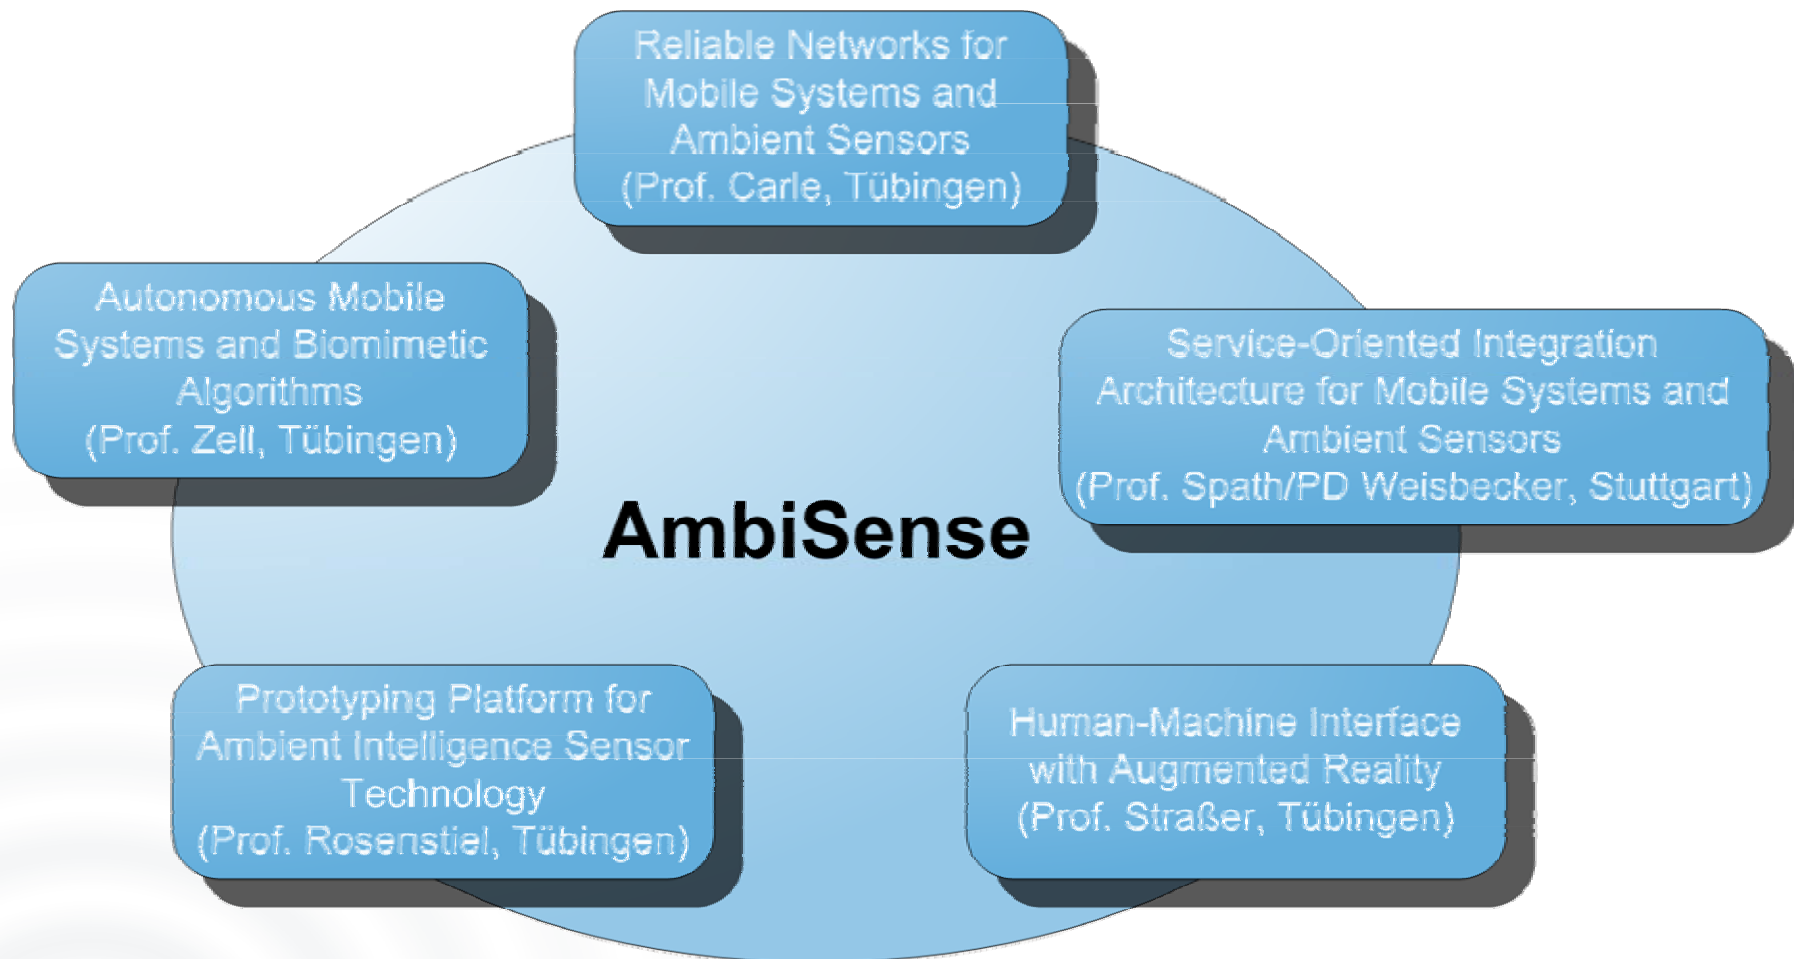 Reliable Networks for
Mobile Systems and
Ambient Sensors
(Prof. Carle, Tübingen)
Autonomous Mobile
Systems and Biomimetic
Algorithms
(Prof. Zell, Tübingen)
Service-Oriented Integration
Architecture for Mobile Systems and
Ambient Sensors
(Prof. Spath/PD Weisbecker, Stuttgart)
AmbiSense
Prototyping Platform for
Ambient Intelligence Sensor
Technology
(Prof. Rosenstiel, Tübingen)
Human-Machine Interface
with Augmented Reality
(Prof. Straßer, Tübingen)